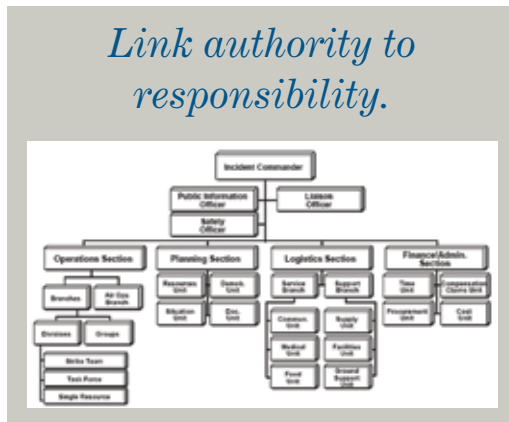 Link authority to
responsibility.
Incident Commander
Public Information
Officer
Liaison
Officer
Safety
Officer
Operations Section
Planning Section
Logistics Section
Finance/Admin.
Section
Branches
Air Ops
Branch
Resources
Unit
Demob.
Unit
Service
Branch
Support
Branch
Time
Unit
Compensation
Claims Unit
Situation
Unit
Doc.
Unit
Procurement
Unit
Cost
Unit
Divisions
Groups
Commun.
Unit
Supply
Unit
Strike Team
Task Force
Single Resource
Medical
Unit
Facilities
Unit
Food
Unit
Ground
Support
Unit